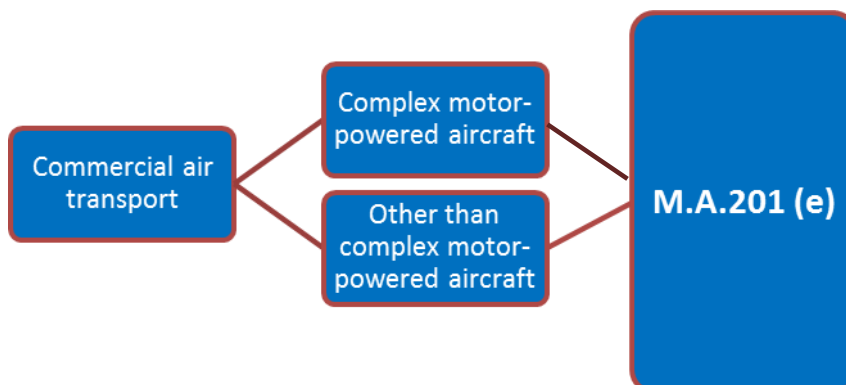 Commercial air
transport
Complex motor-
powered aircraft
Other than
complex motor-
powered aircraft
M.A.201 (e)